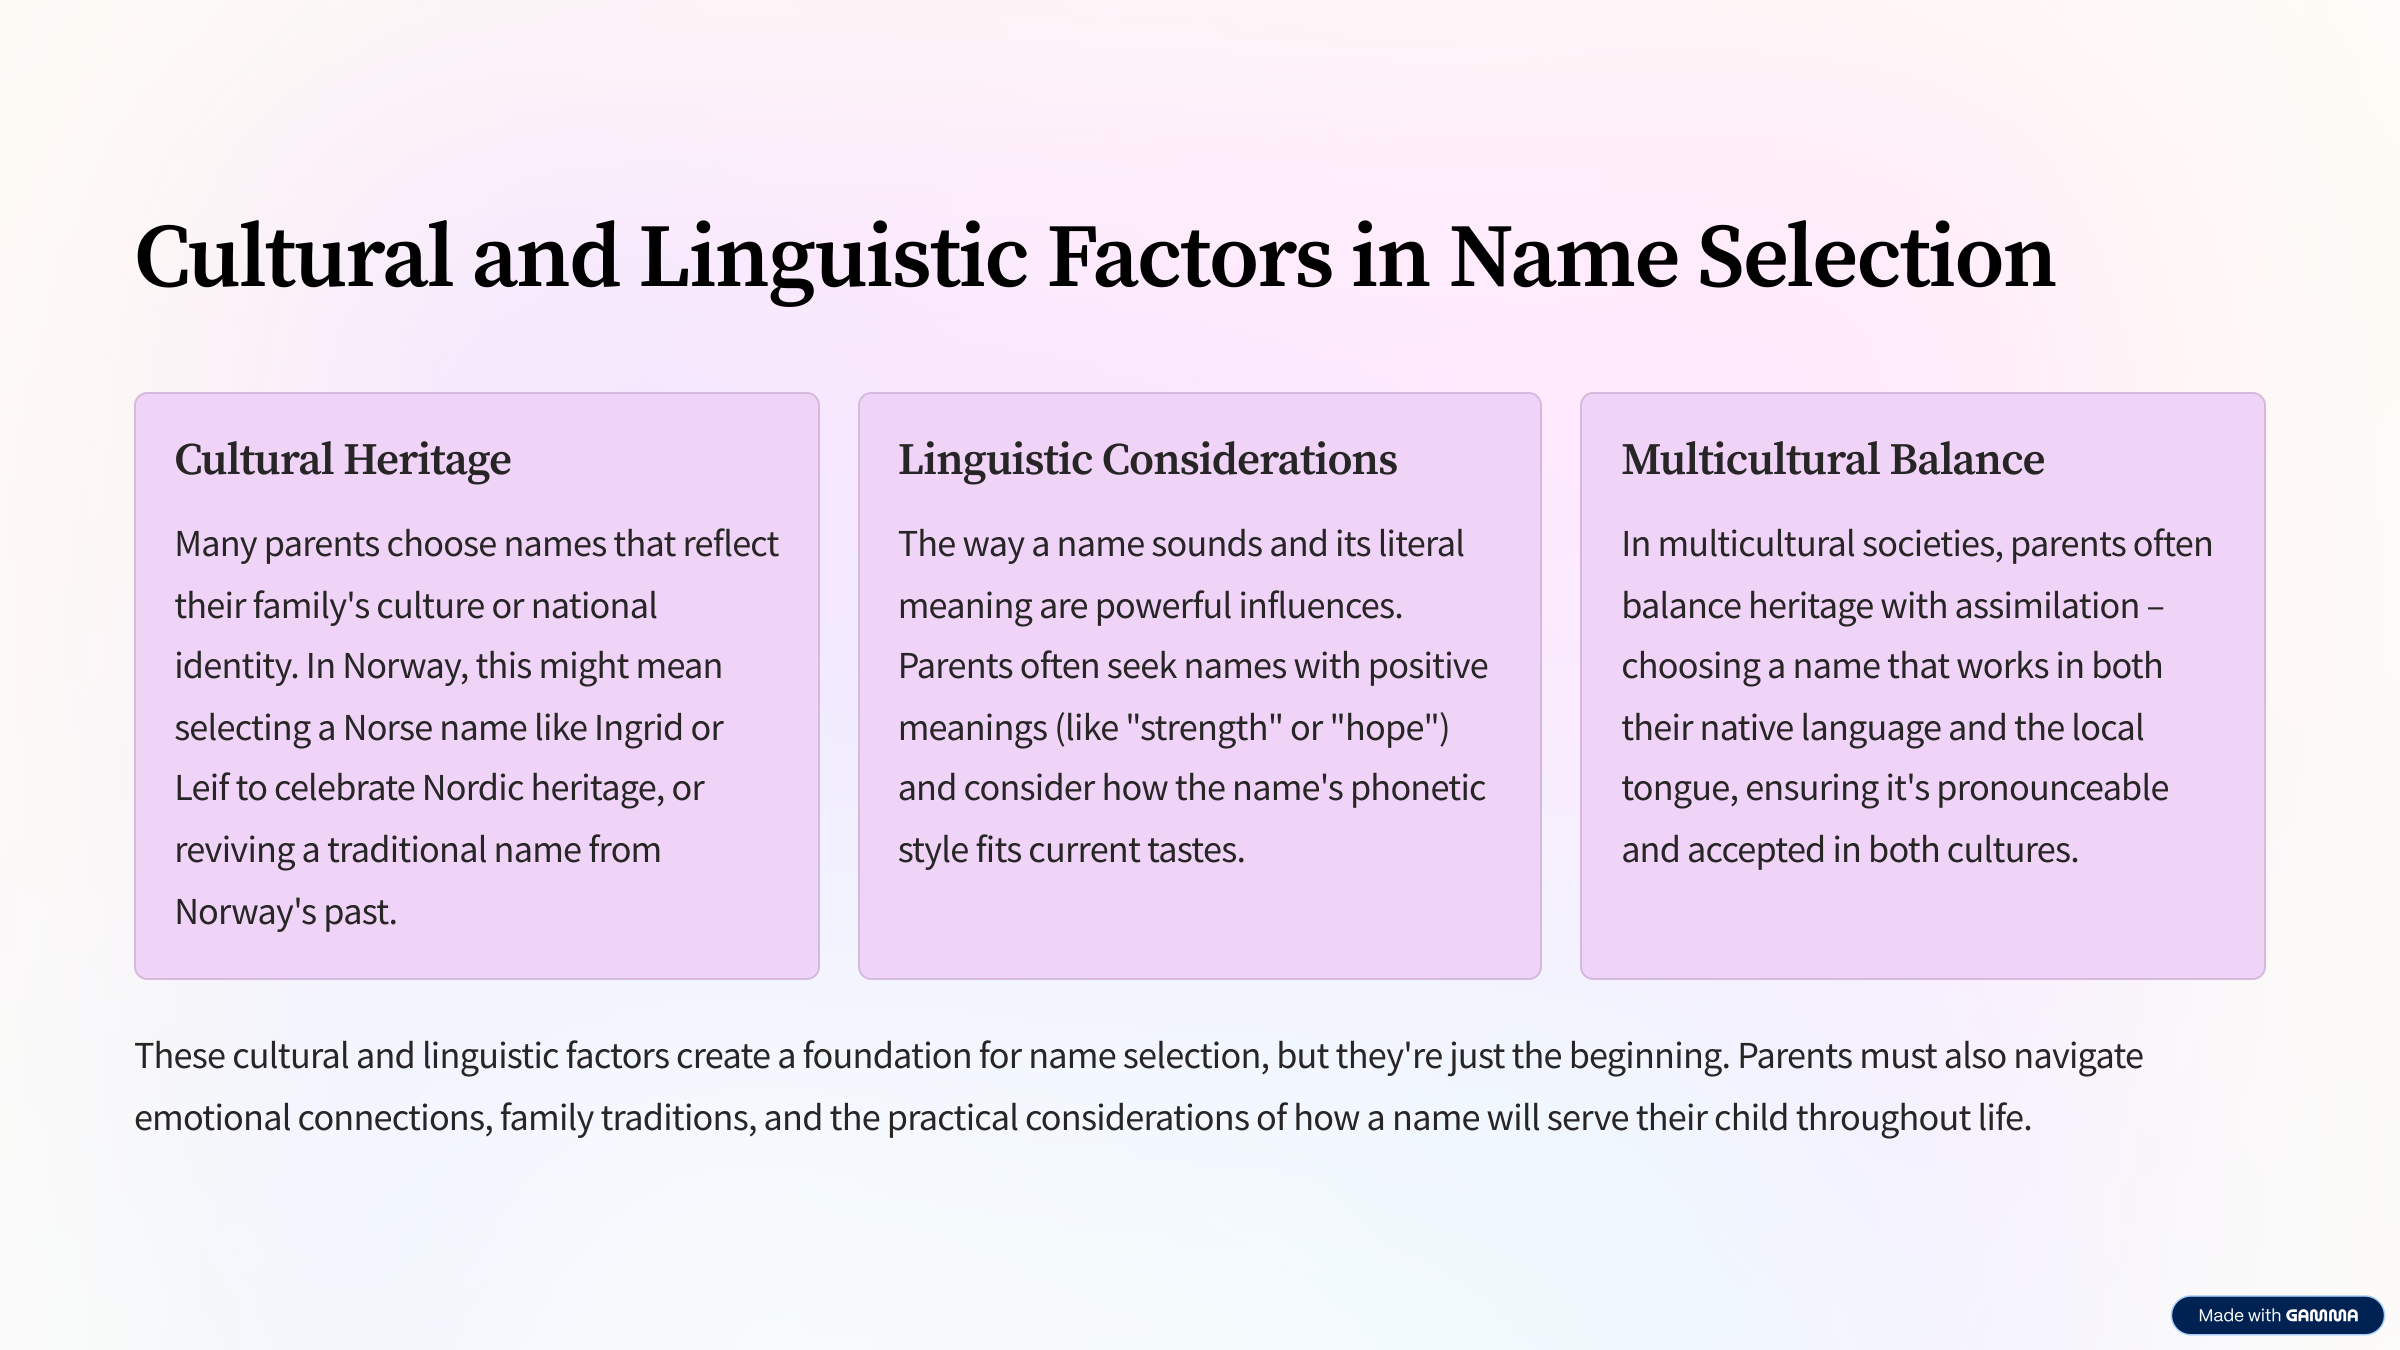 Cultural and Linguistic Factors in Name Selection
Cultural Heritage
Many parents choose names that reflect
their family's culture or national
identity. In Norway, this might mean
selecting a Norse name like Ingrid or
Leif to celebrate Nordic heritage, or
reviving a traditional name from
Norway's past.
Linguistic Considerations
The way a name sounds and its literal
meaning are powerful influences.
Parents often seek names with positive
meanings (like "strength" or "hope")
and consider how the name's phonetic
style fits current tastes.
Multicultural Balance
In multicultural societies, parents often
balance heritage with assimilation –
choosing a name that works in both
their native language and the local
tongue, ensuring it's pronounceable
and accepted in both cultures.
These cultural and linguistic factors create a foundation for name selection, but they're just the beginning. Parents must also navigate
emotional connections, family traditions, and the practical considerations of how a name will serve their child throughout life.
Made with GAMMA